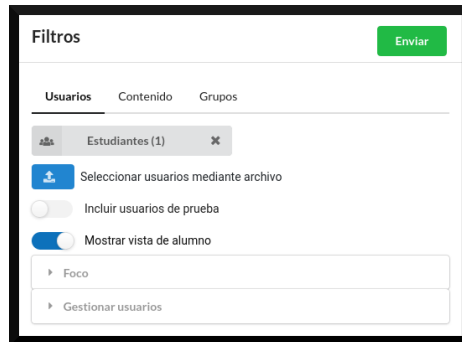 Filtros
Enviar
Usuarios Contenido Grupos
Estudiantes (1)
Seleccionar usuarios mediante archivo
Incluir usuarios de prueba
Mostrar vista de alumno
Foco
Gestionar usuarios